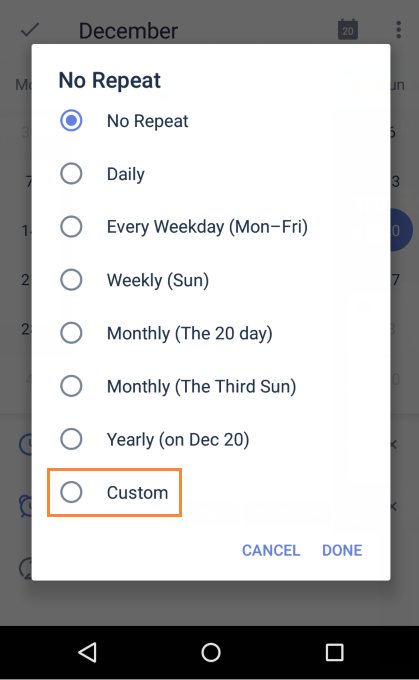 December
20
No Repeat
No Repeat
Daily
Every Weekday (Mon–Fri)
Weekly (Sun)
Monthly (The 20 day)
Monthly (The Third Sun)
Yearly (on Dec 20)
Custom
CANCEL DONE